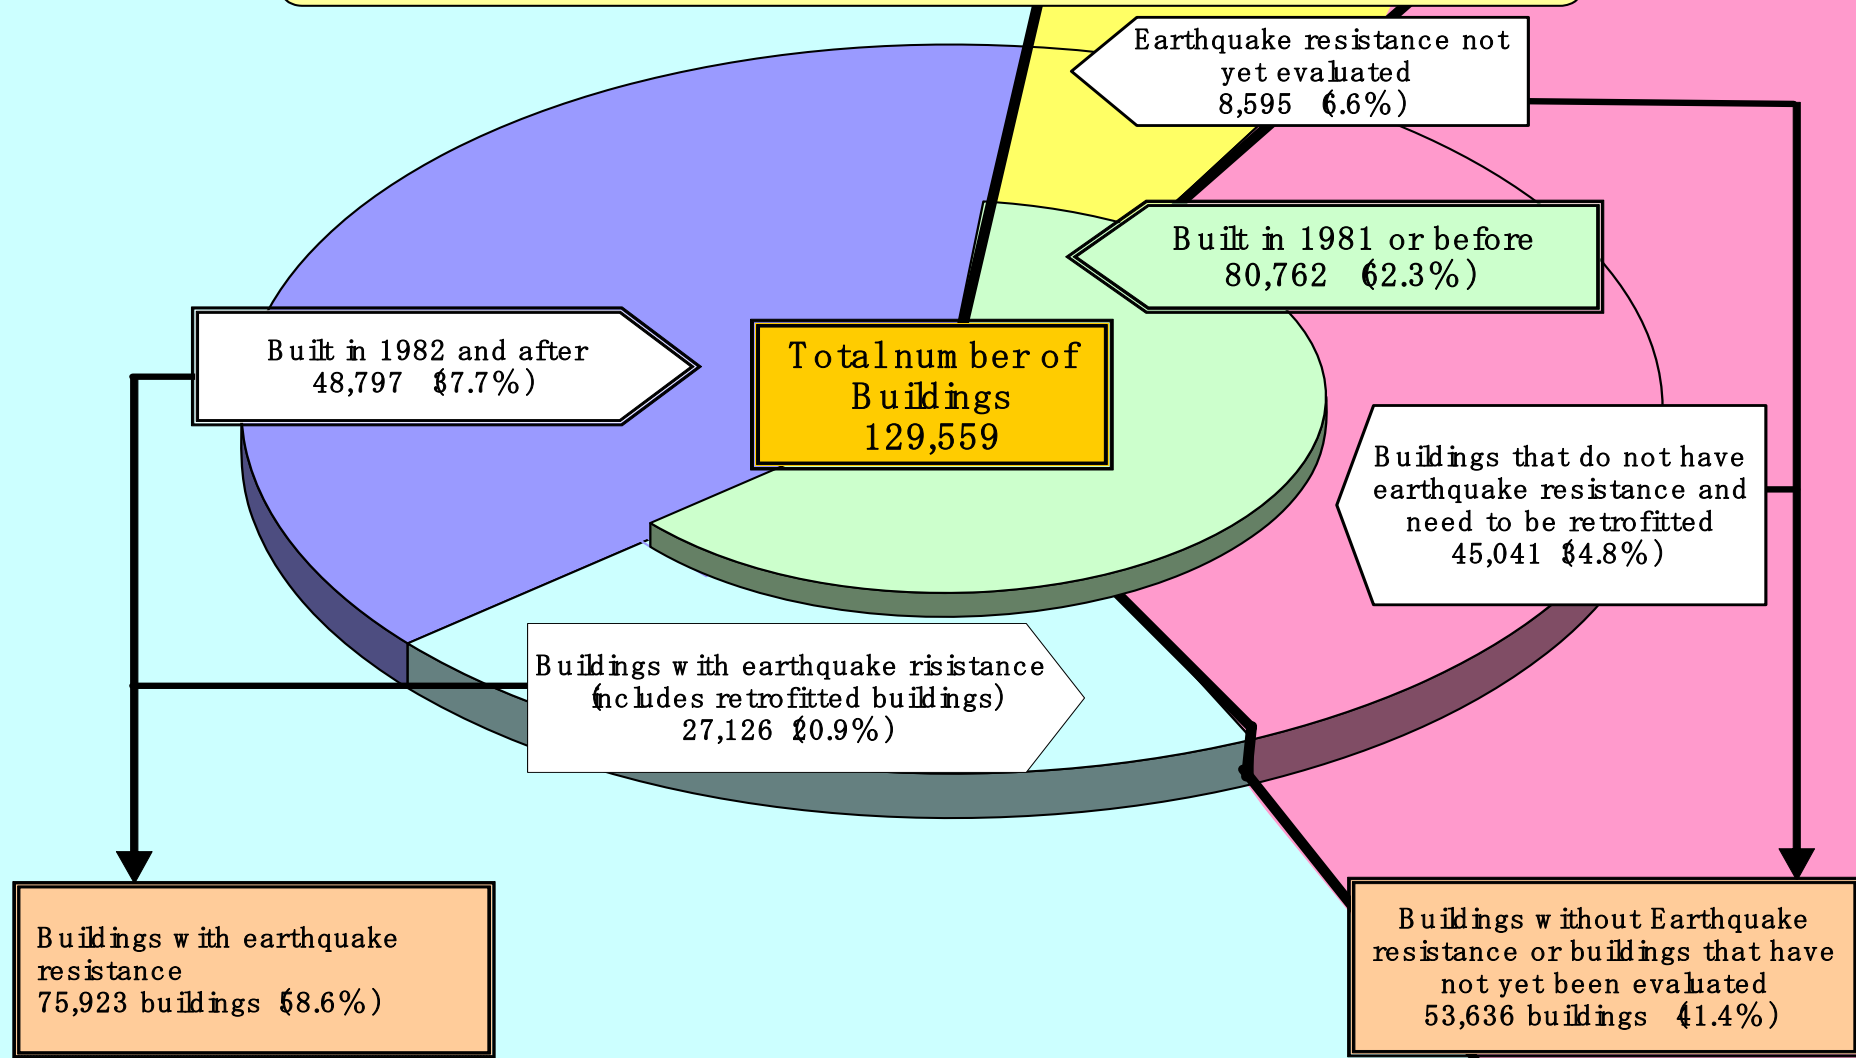 Earthquake resistance not
yet evaluated
8,595 (6.6%)
Built in 1981 or before
80,762 (62.3%)
Built in 1982 and after
48,797 (37.7%)
Total number of
Buildings
129,559
Buildings that do not have
earthquake resistance and
need to be retrofitted
45,041 (34.8%)
Buildings with earthquake risistance
(includes retrofitted buildings)
27,126 (20.9%)
Buildings with earthquake
resistance
75,923 buildings (58.6%)
Buildings without Earthquake
resistance or buildings that have
not yet been evaluated
53,636 buildings (41.4%)